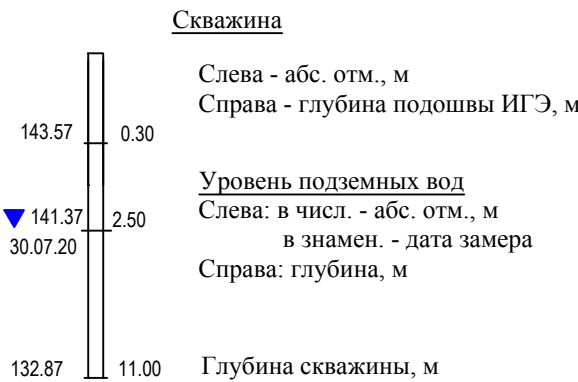 Скважина
Слева - абс. отм., м
Справа - глубина подошвы ИГЭ, м
143.57 0.30
Уровень подземных вод
141.37 2.50 Слева: в числ. - абс. отм., м
30.07.20 в знамен. - дата замера
Справа: глубина, м
132.87 11.00 Глубина скважины, м